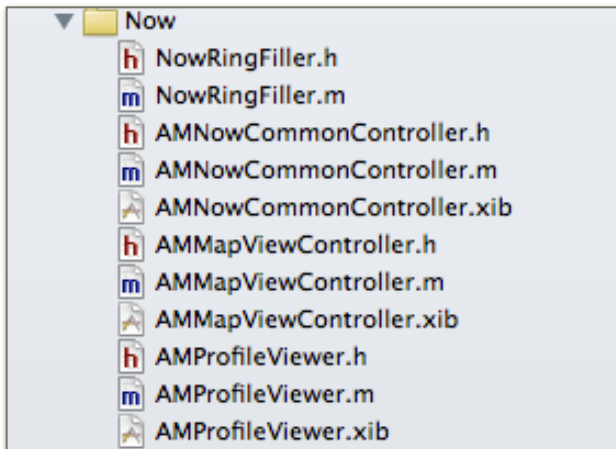 Now
h NowRingFiller.h
m NowRingFiller.m
h AMNowCommonController.h
m AMNowCommonController.m
AMNowCommonController.xib
h AMMapViewController.h
m AMMapViewController.m
AMMapViewController.xib
h AMProfileViewer.h
m AMProfileViewer.m
AMProfileViewer.xib